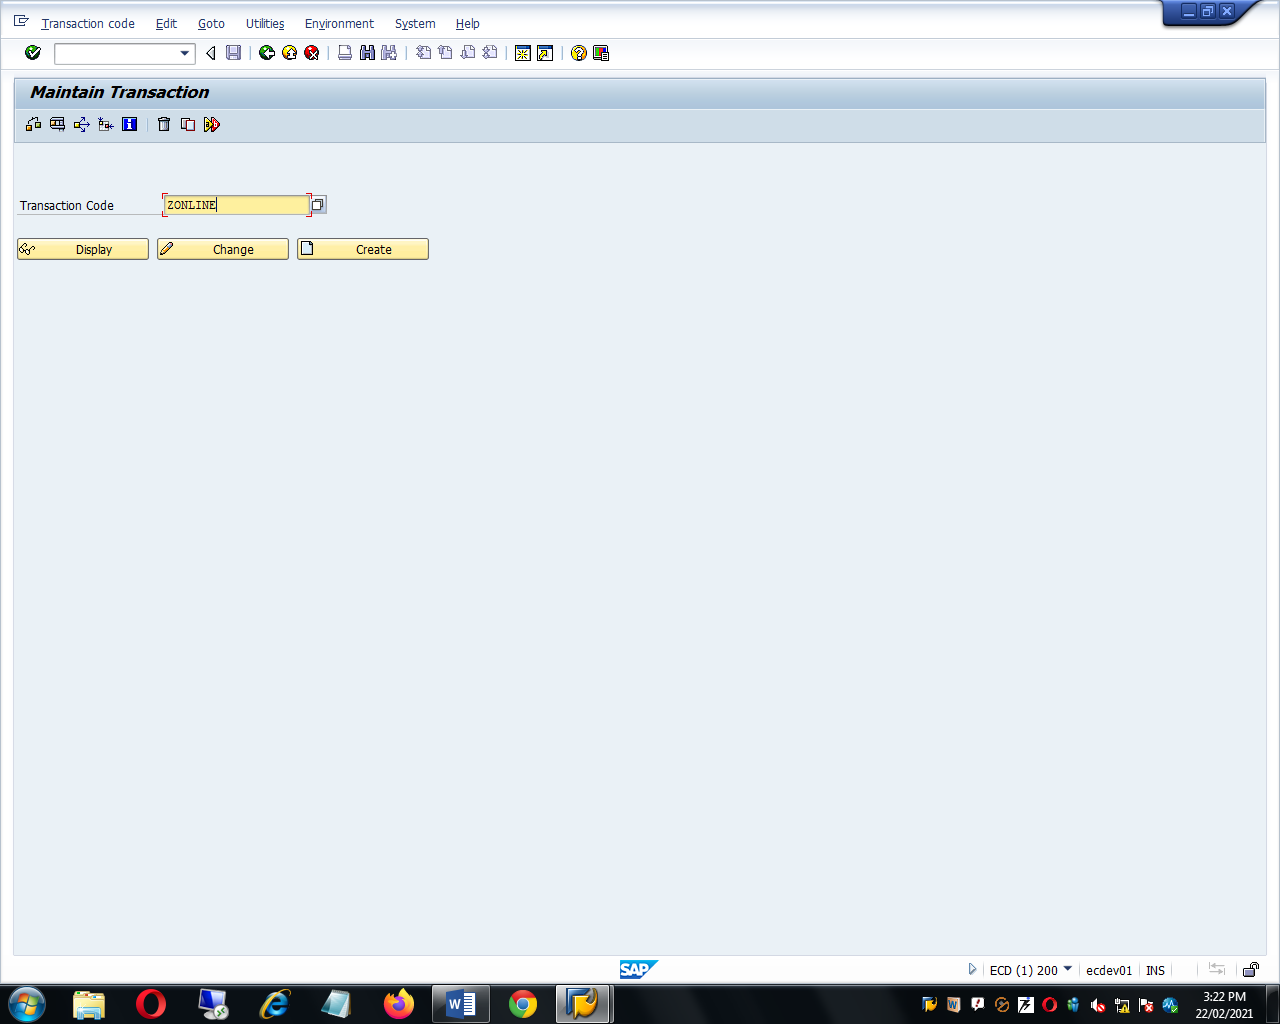 Transaction code Edit Goto Utilities Environment System Help
Maintain Transaction
Transaction Code ZONLINE
Display Change Create
SAP
ECD (1) 200 ecdev01 INS
3:22 PM
22/02/2021